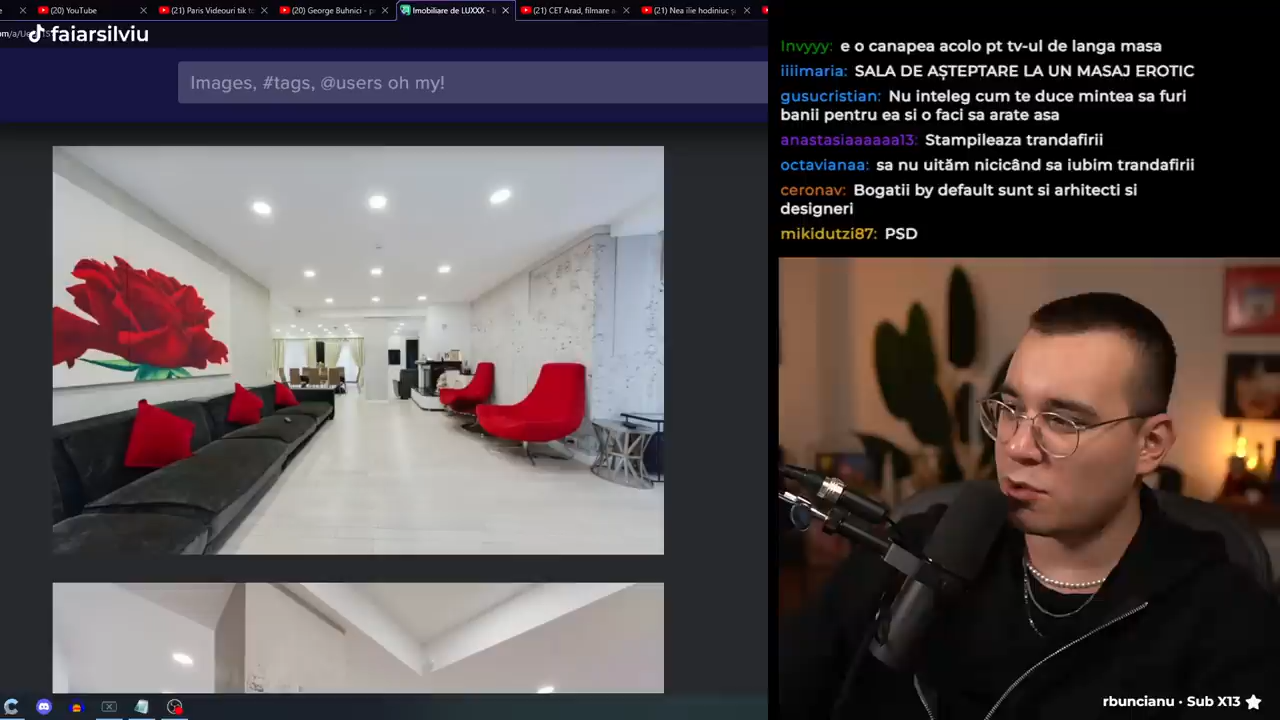 (20) YouTube
(21) Paris Videouri tik to
(20) George Buhnici - p
Imobiliare de LUXXX - I
(21) CET Arad, filmare a
(21) Nea ilie hodiniuc ș
faiarsilviu
Images, #tags, @users oh my!
Invyyy: e o canapea acolo pt tv-ul de langa masa
iiiimaria: SALA DE AȘTEPTARE LA UN MASAJ EROTIC
gusucristian: Nu inteleg cum te duce mintea sa furi
banii pentru ea si o faci sa arate asa
anastasiaaaaaa13: Stampileaza trandafirii
octavianaa: sa nu uităm nicicând sa iubim trandafirii
ceronav: Bogatii by default sunt si arhitecti si
designeri
mikidutzi87: PSD
rbuncianu · Sub X13